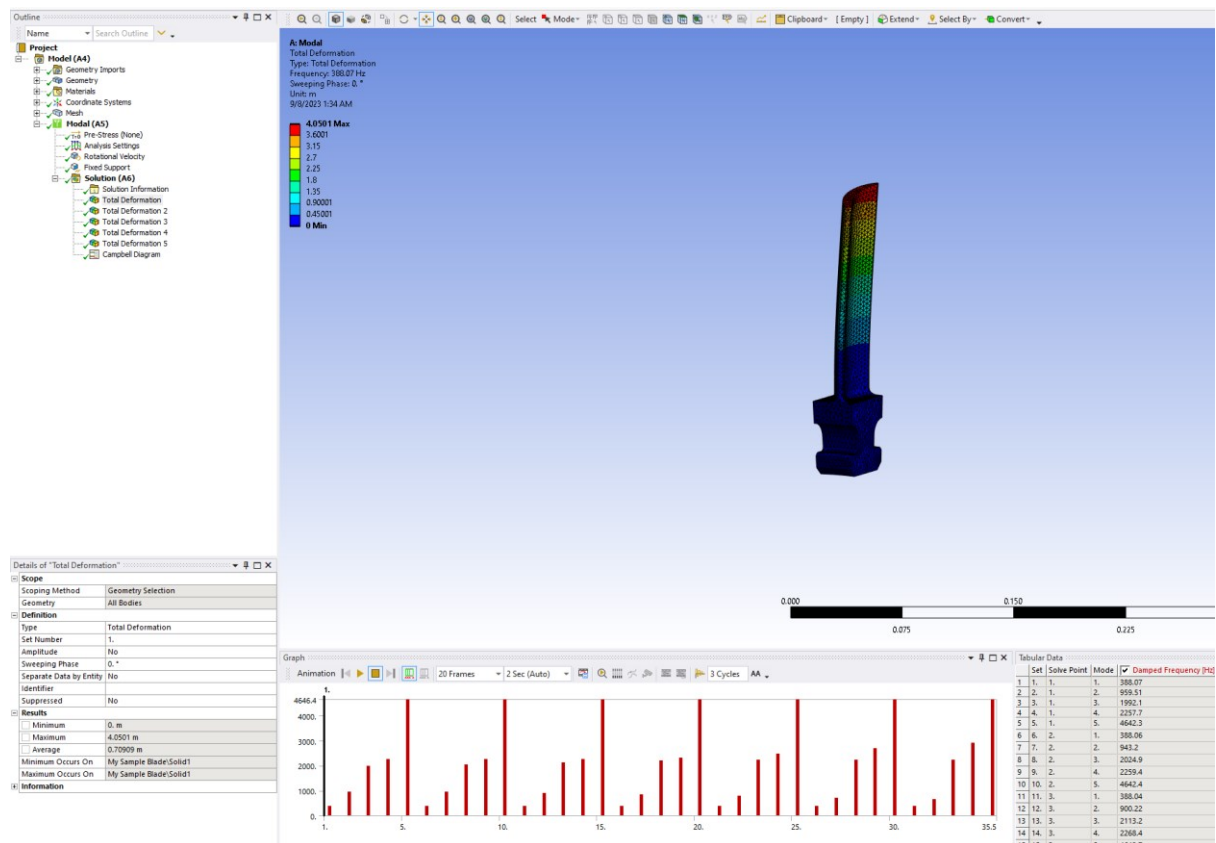 Outline
Name Search Outline
Project
Model (A4)
Geometry Imports
Geometry
Materials
Coordinate Systems
Mesh
Modal (A5)
Pre-Stress (None)
Analysis Settings
Rotational Velocity
Fixed Support
Solution (A6)
Solution Information
Total Deformation
Total Deformation 2
Total Deformation 3
Total Deformation 4
Total Deformation 5
Campbell Diagram
Select Mode Clipboard [ Empty ] Extend Select By Convert
A: Modal
Total Deformation
Type: Total Deformation
Frequency: 388.07 Hz
Sweeping Phase: 0. °
Unit: m
9/8/2023 1:34 AM
4.0501 Max
3.6001
3.15
2.7
2.25
1.8
1.35
0.90001
0.45001
0 Min
0.000 0.150
0.075 0.225
Details of "Total Deformation"
Scope
Scoping Method Geometry Selection
Geometry All Bodies
Definition
Type Total Deformation
Set Number 1.
Amplitude No
Sweeping Phase 0. °
Separate Data by Entity No
Identifier
Suppressed No
Results
Minimum 0. m
Maximum 4.0501 m
Average 0.70909 m
Minimum Occurs On My Sample Blade\Solid1
Maximum Occurs On My Sample Blade\Solid1
Information
Graph
Animation 20 Frames 2 Sec (Auto) 3 Cycles AA
1.
4646.4
4000.
3000.
2000.
1000.
0.
1. 5. 10. 15. 20. 25. 30. 35.5
Tabular Data
Set Solve Point Mode Damped Frequency [Hz]
1 1. 1. 1. 388.07
2 2. 1. 2. 959.51
3 3. 1. 3. 1992.1
4 4. 1. 4. 2257.7
5 5. 1. 5. 4642.3
6 6. 2. 1. 388.06
7 7. 2. 2. 943.2
8 8. 2. 3. 2024.9
9 9. 2. 4. 2259.4
10 10. 2. 5. 4642.4
11 11. 3. 1. 388.04
12 12. 3. 2. 900.22
13 13. 3. 3. 2113.2
14 14. 3. 4. 2268.4